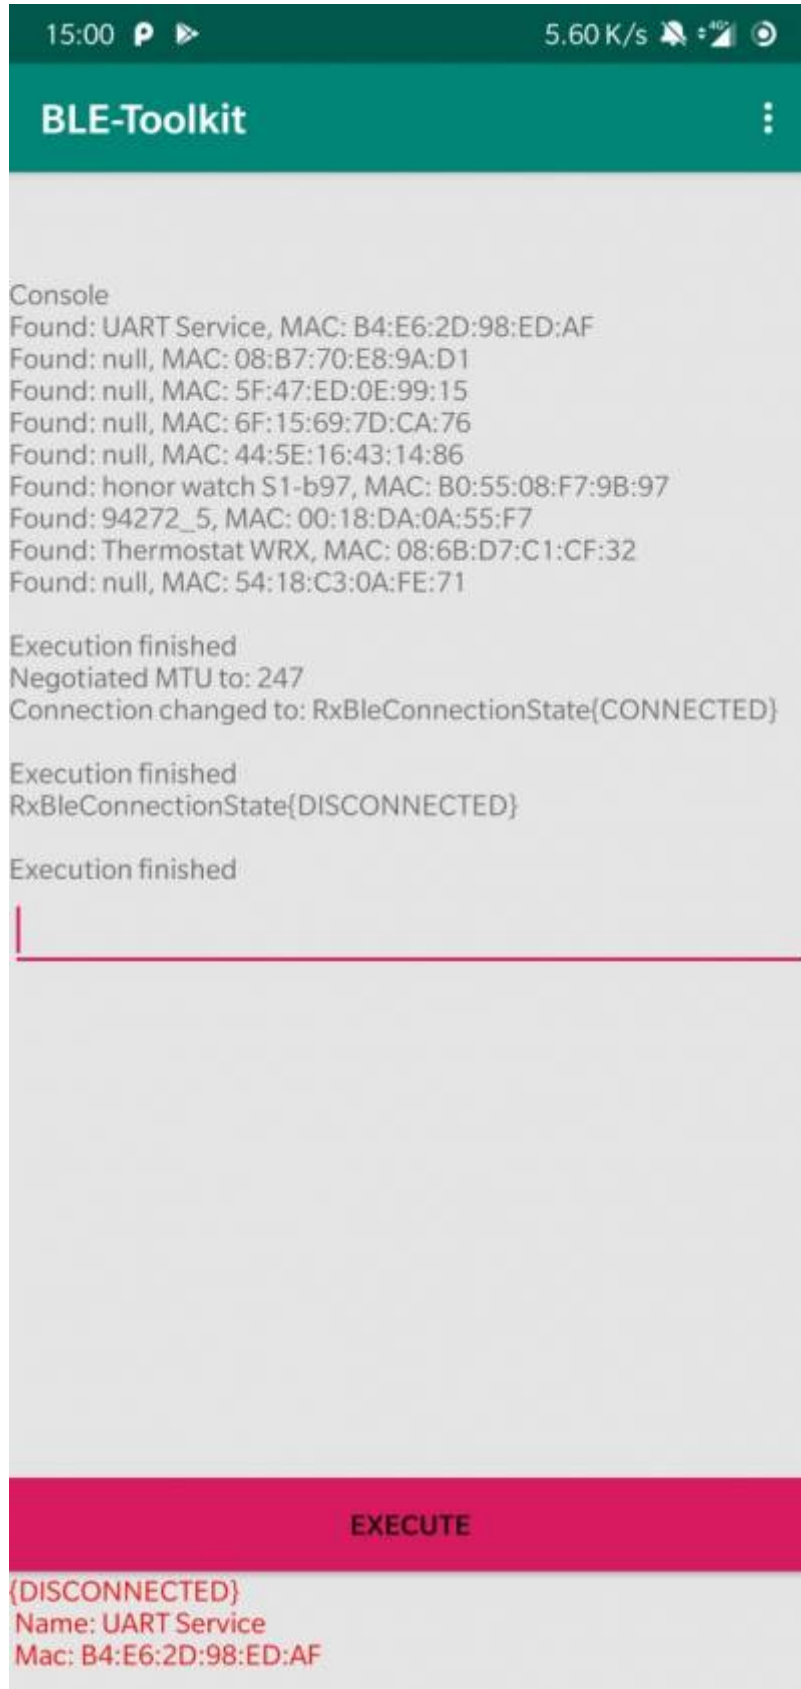 15:00 5.60 K/s 4G+
BLE-Toolkit
Console
Found: UART Service, MAC: B4:E6:2D:98:ED:AF
Found: null, MAC: 08:B7:70:E8:9A:D1
Found: null, MAC: 5F:47:ED:0E:99:15
Found: null, MAC: 6F:15:69:7D:CA:76
Found: null, MAC: 44:5E:16:43:14:86
Found: honor watch S1-b97, MAC: B0:55:08:F7:9B:97
Found: 94272_5, MAC: 00:18:DA:0A:55:F7
Found: Thermostat WRX, MAC: 08:6B:D7:C1:CF:32
Found: null, MAC: 54:18:C3:0A:FE:71
Execution finished
Negotiated MTU to: 247
Connection changed to: RxBleConnectionState{CONNECTED}
Execution finished
RxBleConnectionState{DISCONNECTED}
Execution finished
EXECUTE
{DISCONNECTED}
Name: UART Service
Mac: B4:E6:2D:98:ED:AF